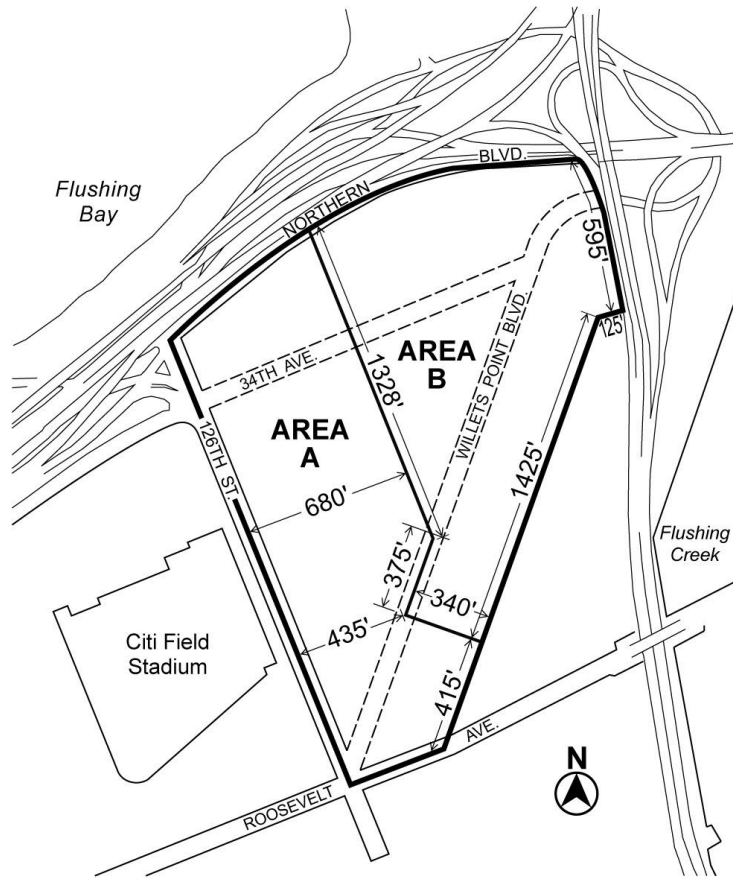 BLVD.
NORTHERN
Flushing
Bay
595'
125'
34TH AVE.
1328'
AREA
B
WILLETS POINT BLVD.
AREA
A
126TH ST.
680'
1425'
Flushing
Creek
375'
340'
435'
Citi Field
Stadium
415'
AVE.
ROOSEVELT
N